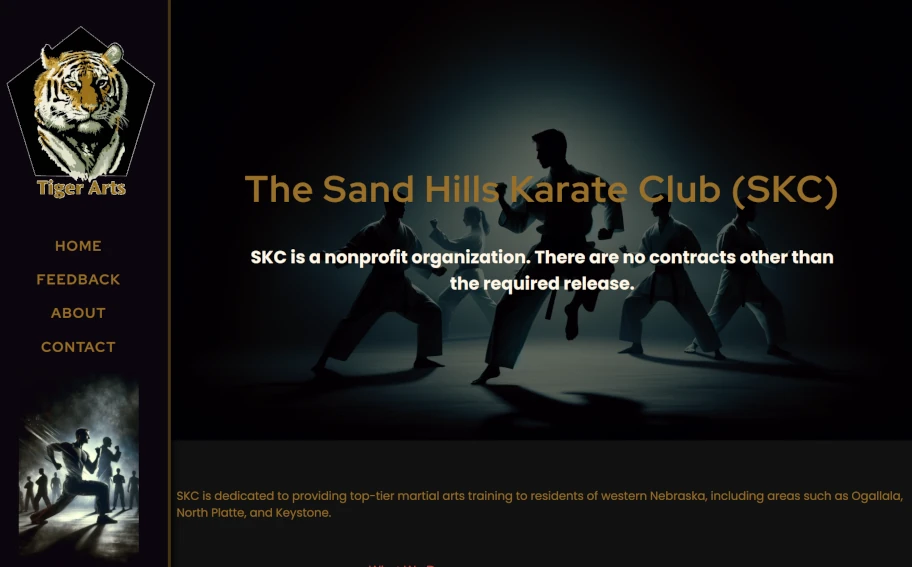 Tiger Arts
HOME
FEEDBACK
ABOUT
CONTACT
The Sand Hills Karate Club (SKC)
SKC is a nonprofit organization. There are no contracts other than
the required release.
SKC is dedicated to providing top-tier martial arts training to residents of western Nebraska, including areas such as Ogallala,
North Platte, and Keystone.